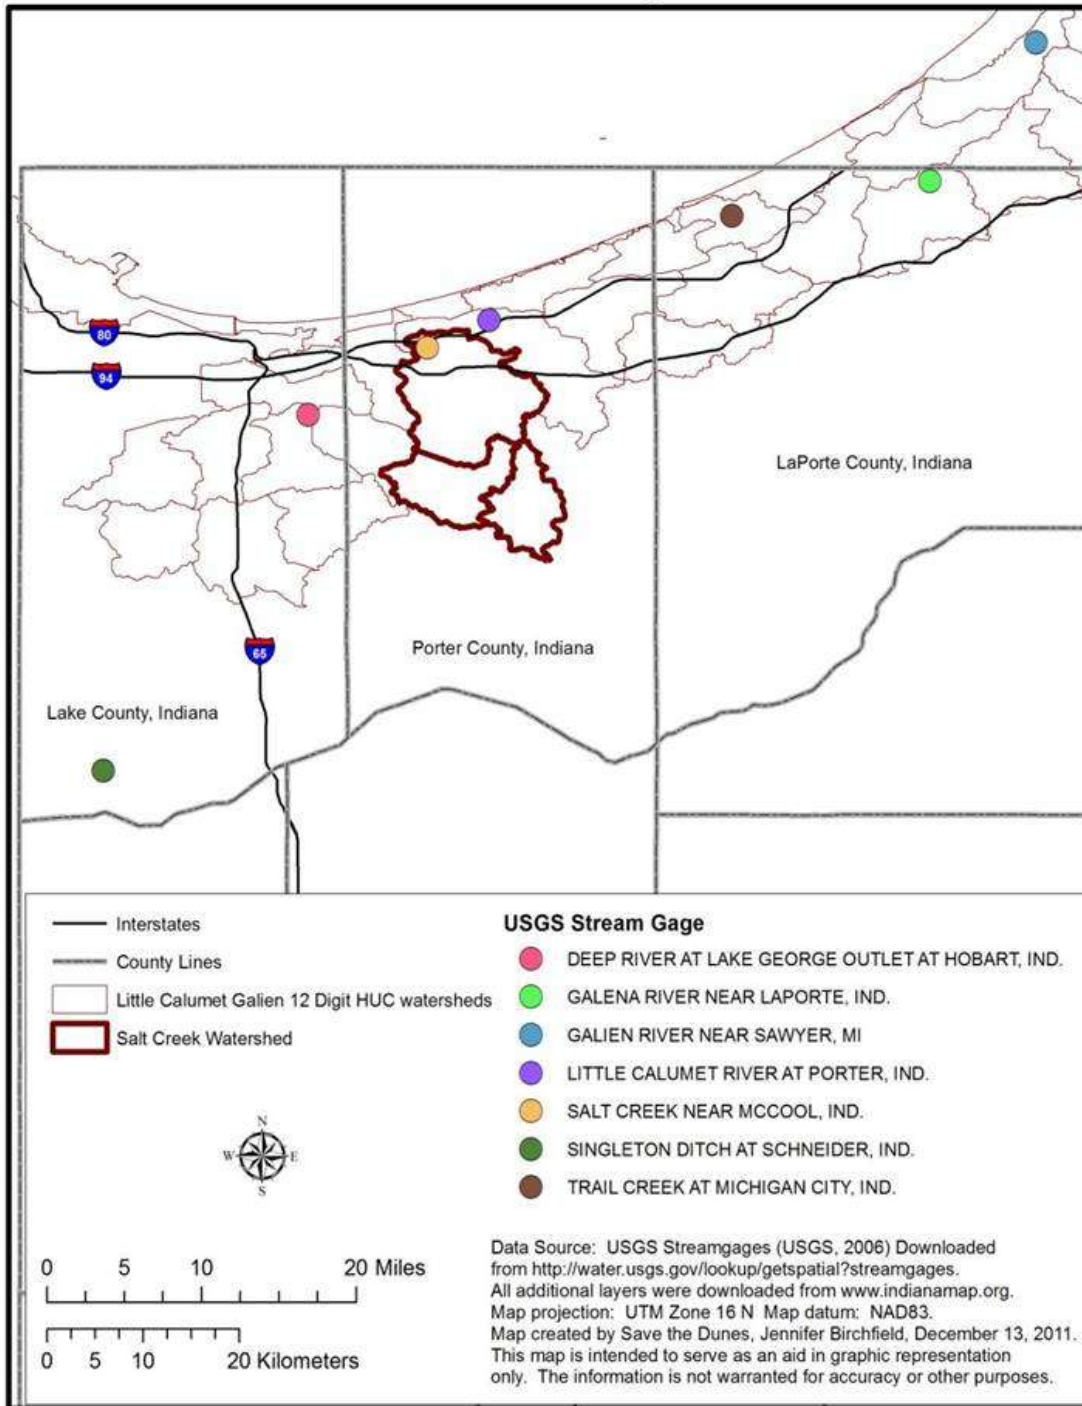 80
94
LaPorte County, Indiana
Porter County, Indiana
65
Lake County, Indiana
Interstates
County Lines
Little Calumet Galien 12 Digit HUC watersheds
Salt Creek Watershed
N
W E
S
0 5 10 20 Miles
0 5 10 20 Kilometers
USGS Stream Gage
DEEP RIVER AT LAKE GEORGE OUTLET AT HOBART, IND.
GALENA RIVER NEAR LAPORTE, IND.
GALIEN RIVER NEAR SAWYER, MI
LITTLE CALUMET RIVER AT PORTER, IND.
SALT CREEK NEAR MCCOOL, IND.
SINGLETON DITCH AT SCHNEIDER, IND.
TRAIL CREEK AT MICHIGAN CITY, IND.
Data Source: USGS Streamgages (USGS, 2006) Downloaded
from http://water.usgs.gov/lookup/getspatial?streamgages.
All additional layers were downloaded from www.indianamap.org.
Map projection: UTM Zone 16 N Map datum: NAD83.
Map created by Save the Dunes, Jennifer Birchfield, December 13, 2011.
This map is intended to serve as an aid in graphic representation
only. The information is not warranted for accuracy or other purposes.